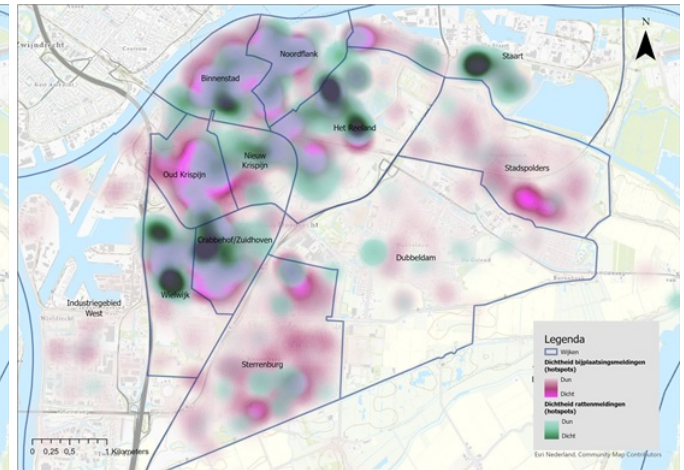 Zwijndrecht
N
Noordflank
Staart
Binnenstad
Het Reeland
Nieuw
Krispijn
Oud Krispijn
Stadspolders
Crabbehof/Zuidhoven
Dubbeldam
Wielwijk
Industriegebied
West
Sterrenburg
Legenda
Wijken
Dichtheid bijplaatsingsmeldingen
(hotspots)
Dun
Dicht
Dichtheid rattenmeldingen
(hotspots)
Dun
Dicht
0 0,25 0,5 1 Kilometers
Esri Nederland, Community Map Contributors